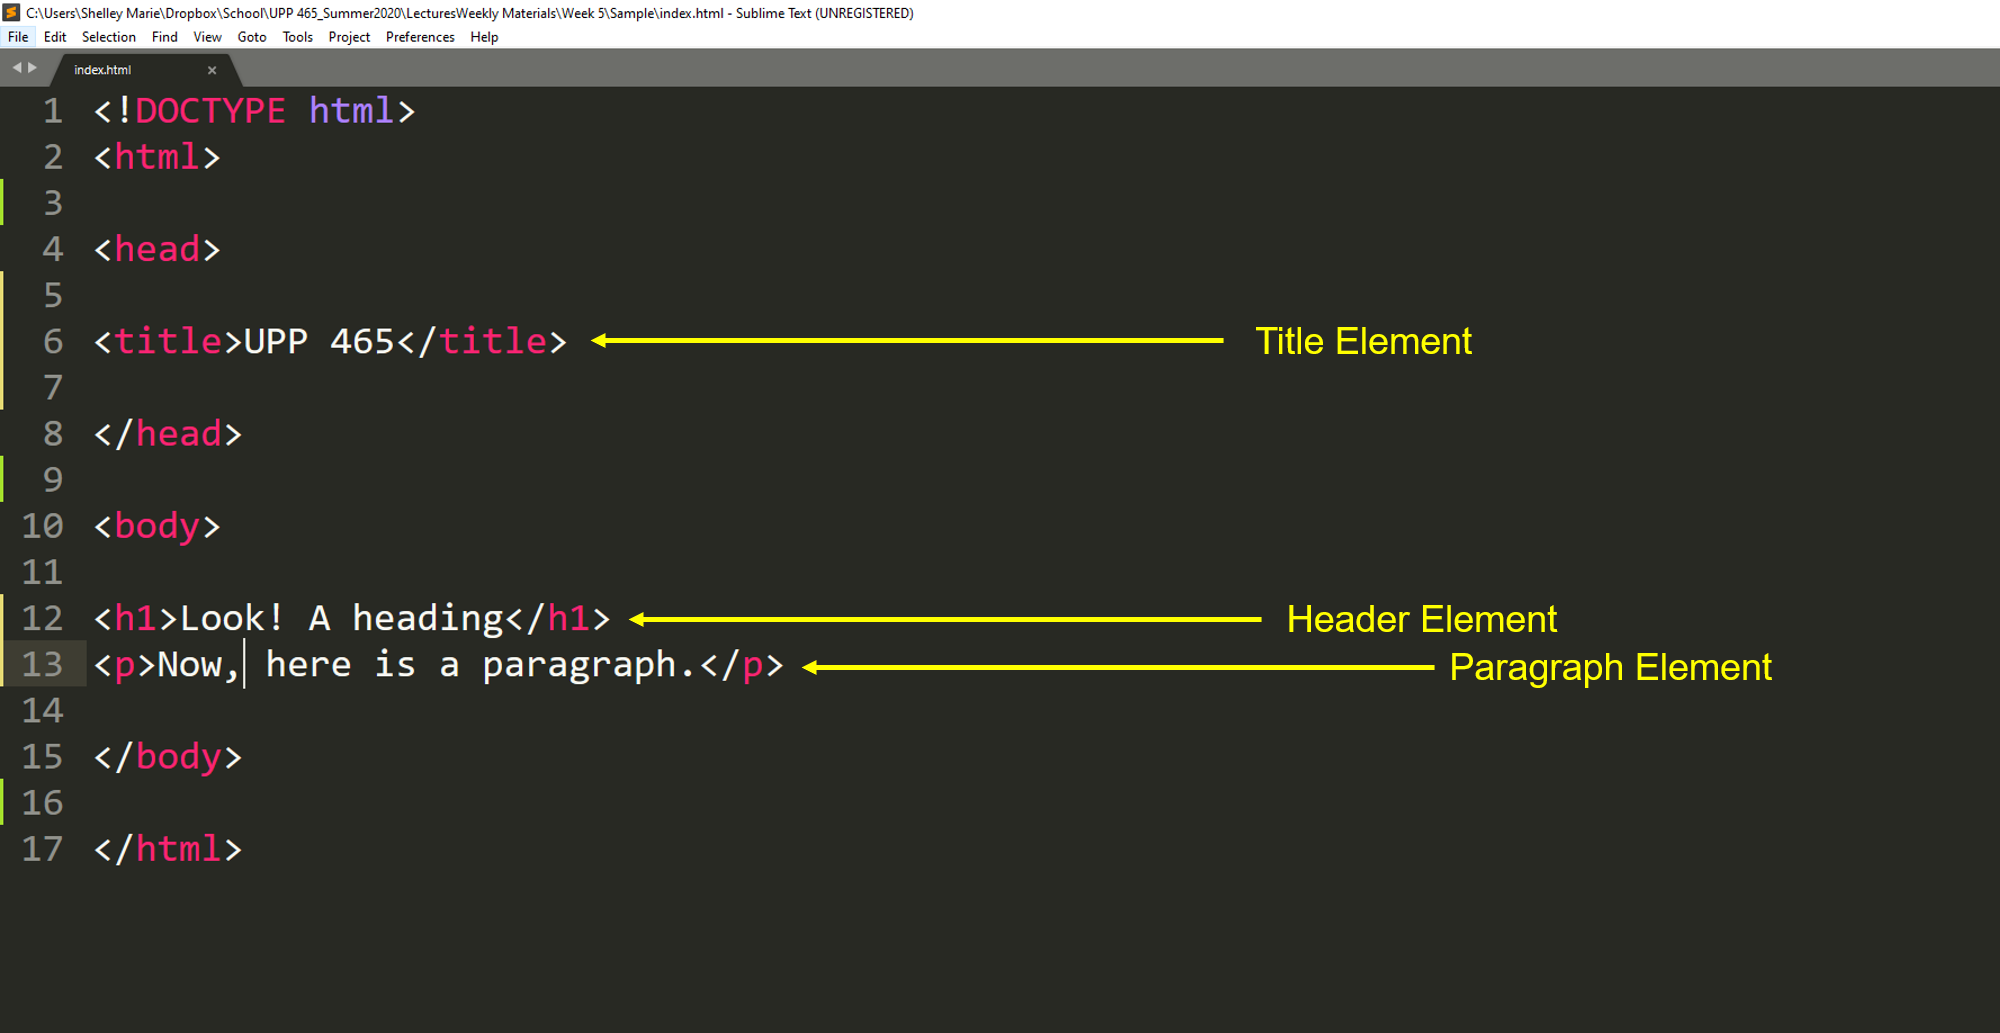 C:\Users\Shelley Marie\Dropbox\School\UPP 465_Summer2020\LecturesWeekly Materials\Week 5\Sample\index.html - Sublime Text (UNREGISTERED)
File Edit Selection Find View Goto Tools Project Preferences Help
index.html ×
1 <!DOCTYPE html>
2 <html>
3
4 <head>
5
6 <title>UPP 465</title> Title Element
7
8 </head>
9
10 <body>
11
12 <h1>Look! A heading</h1> Header Element
13 <p>Now, here is a paragraph.</p> Paragraph Element
14
15 </body>
16
17 </html>